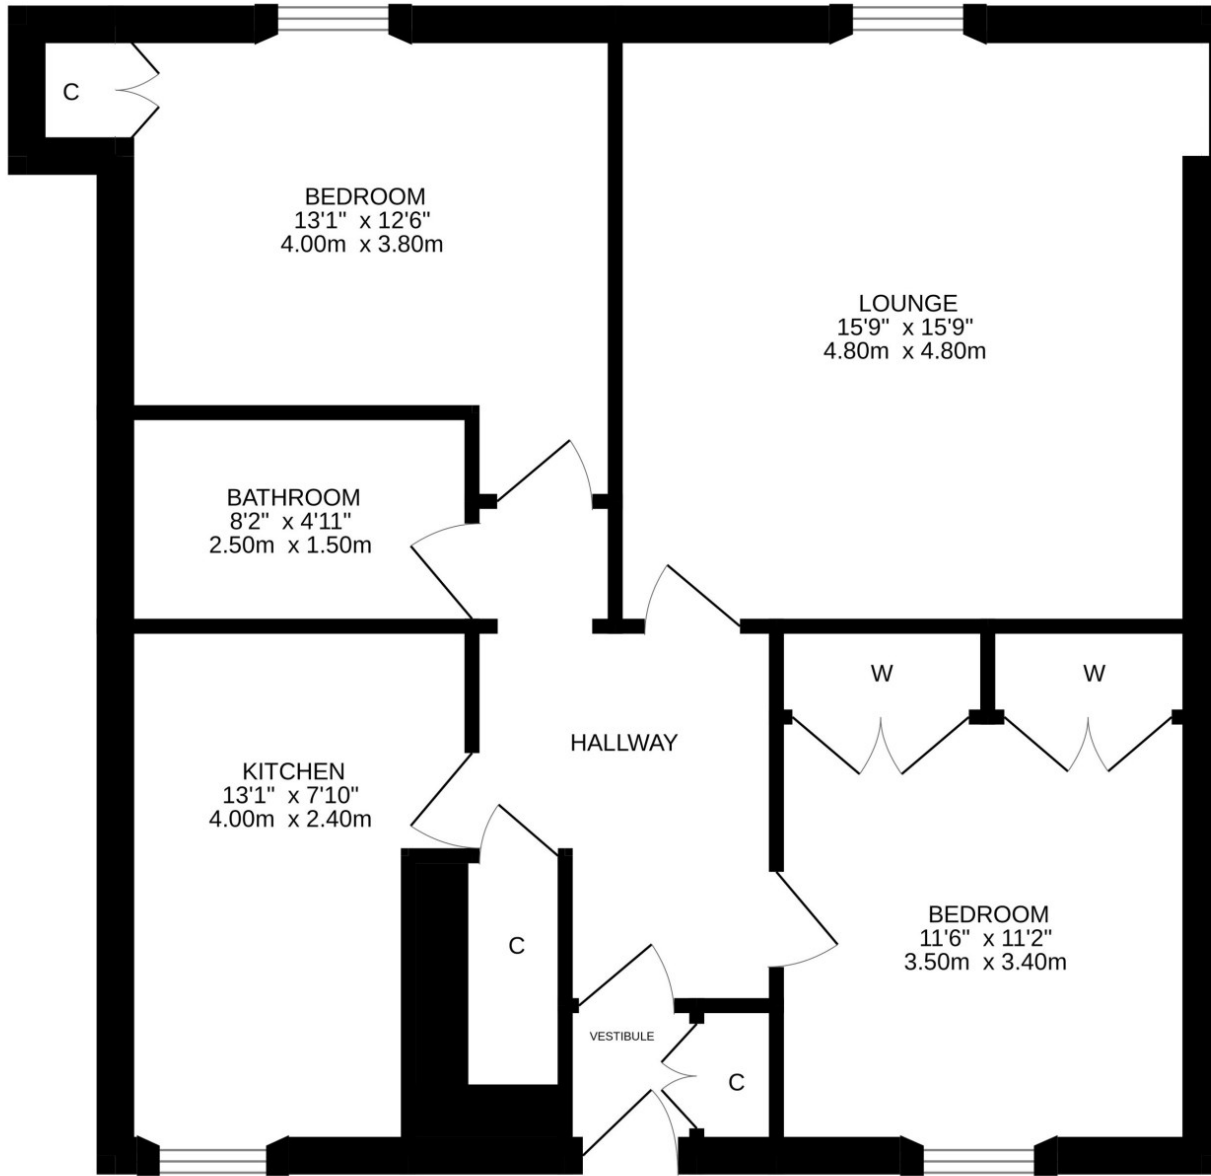 C
BEDROOM
13'1" x 12'6"
4.00m x 3.80m
LOUNGE
15'9" x 15'9"
4.80m x 4.80m
BATHROOM
8'2" x 4'11"
2.50m x 1.50m
W
W
HALLWAY
KITCHEN
13'1" x 7'10"
4.00m x 2.40m
BEDROOM
11'6" x 11'2"
3.50m x 3.40m
C
VESTIBULE
C